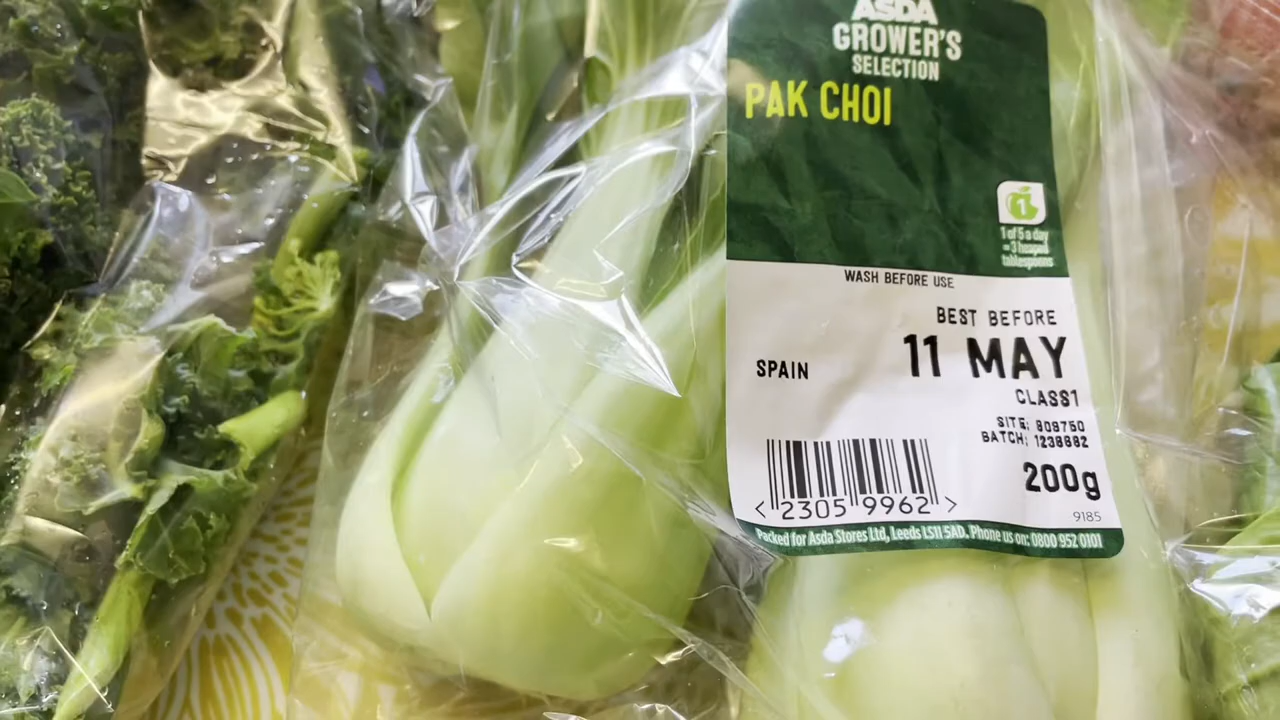 ASDA
GROWER'S
SELECTION
PAK CHOI
1
1 of 5 a day
= 3 heaped
tablespoons
WASH BEFORE USE
BEST BEFORE
11 MAY
SPAIN
CLASS1
SITE: 809750
BATCH: 1238682
200g
< 2305 9962 >
9185
Packed for Asda Stores Ltd, Leeds LS11 5AD. Phone us on: 0800 952 0101